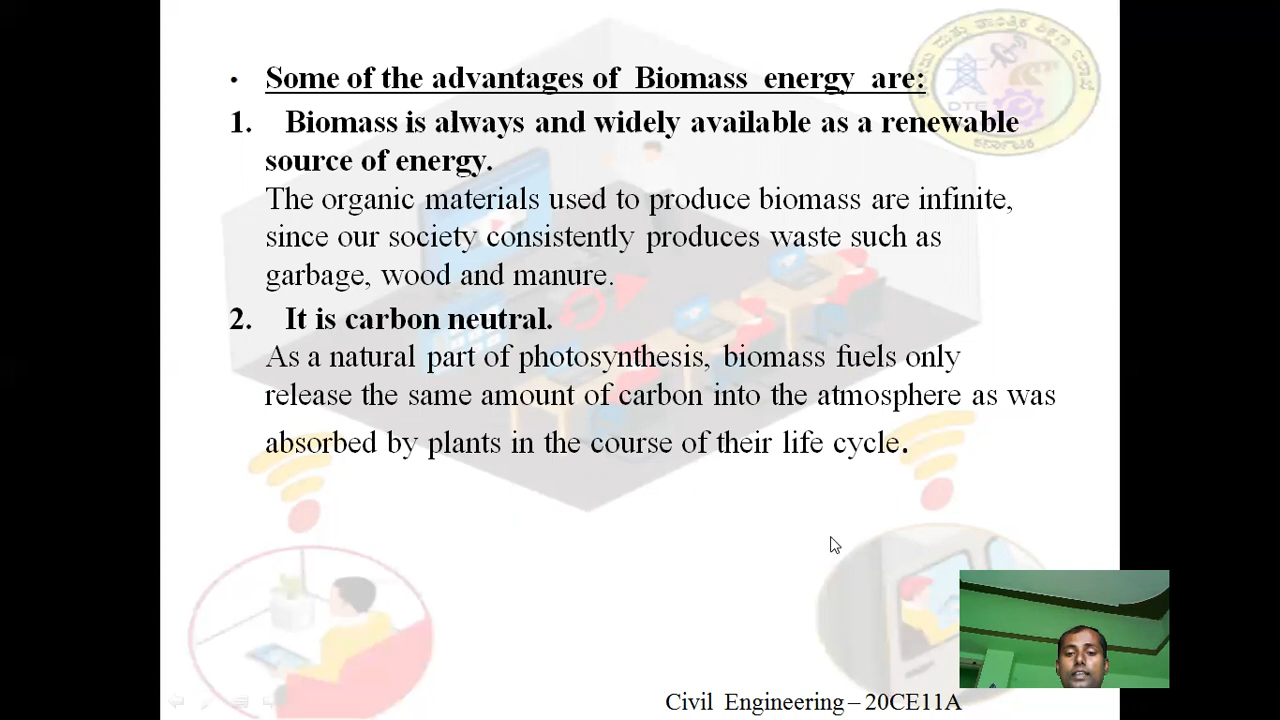 • Some of the advantages of Biomass energy are:
1. Biomass is always and widely available as a renewable
source of energy.
The organic materials used to produce biomass are infinite,
since our society consistently produces waste such as
garbage, wood and manure.
2. It is carbon neutral.
As a natural part of photosynthesis, biomass fuels only
release the same amount of carbon into the atmosphere as was
absorbed by plants in the course of their life cycle.
DTE
ಕರ್ನಾಟಕ
Civil Engineering – 20CE11A